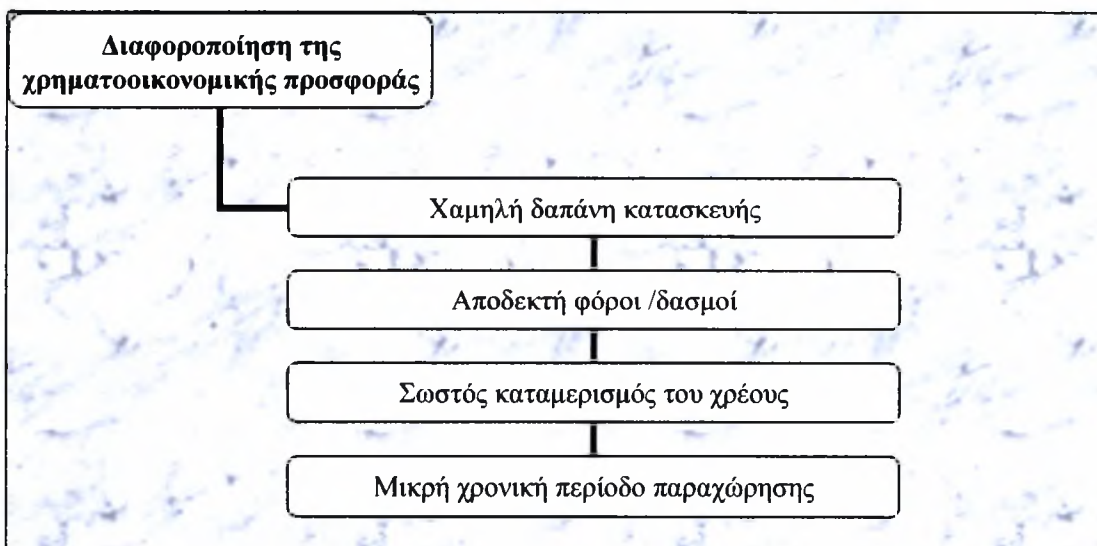 Διαφοροποίηση της
χρηματοοικονομικής προσφοράς
Χαμηλή δαπάνη κατασκευής
Αποδεκτή φόροι /δασμοί
Σωστός καταμερισμός του χρέους
Μικρή χρονική περίοδο παραχώρησης